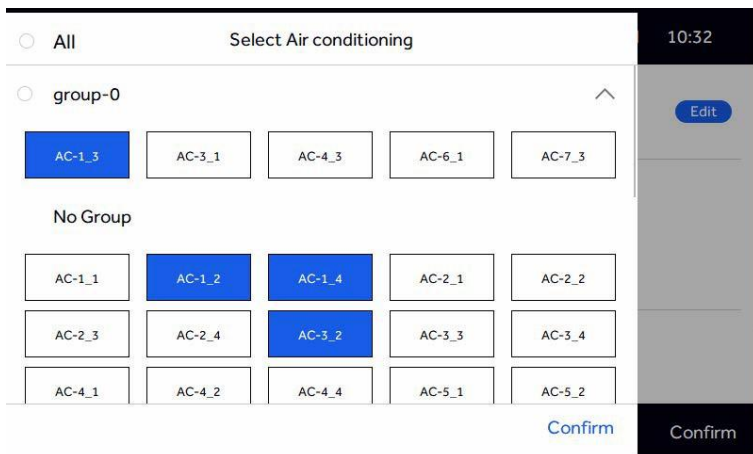 All Select Air conditioning 10:32
group-0
Edit
AC-1_3 AC-3_1 AC-4_3 AC-6_1 AC-7_3
No Group
AC-1_1 AC-1_2 AC-1_4 AC-2_1 AC-2_2
AC-2_3 AC-2_4 AC-3_2 AC-3_3 AC-3_4
AC-4_1 AC-4_2 AC-4_4 AC-5_1 AC-5_2
Confirm Confirm